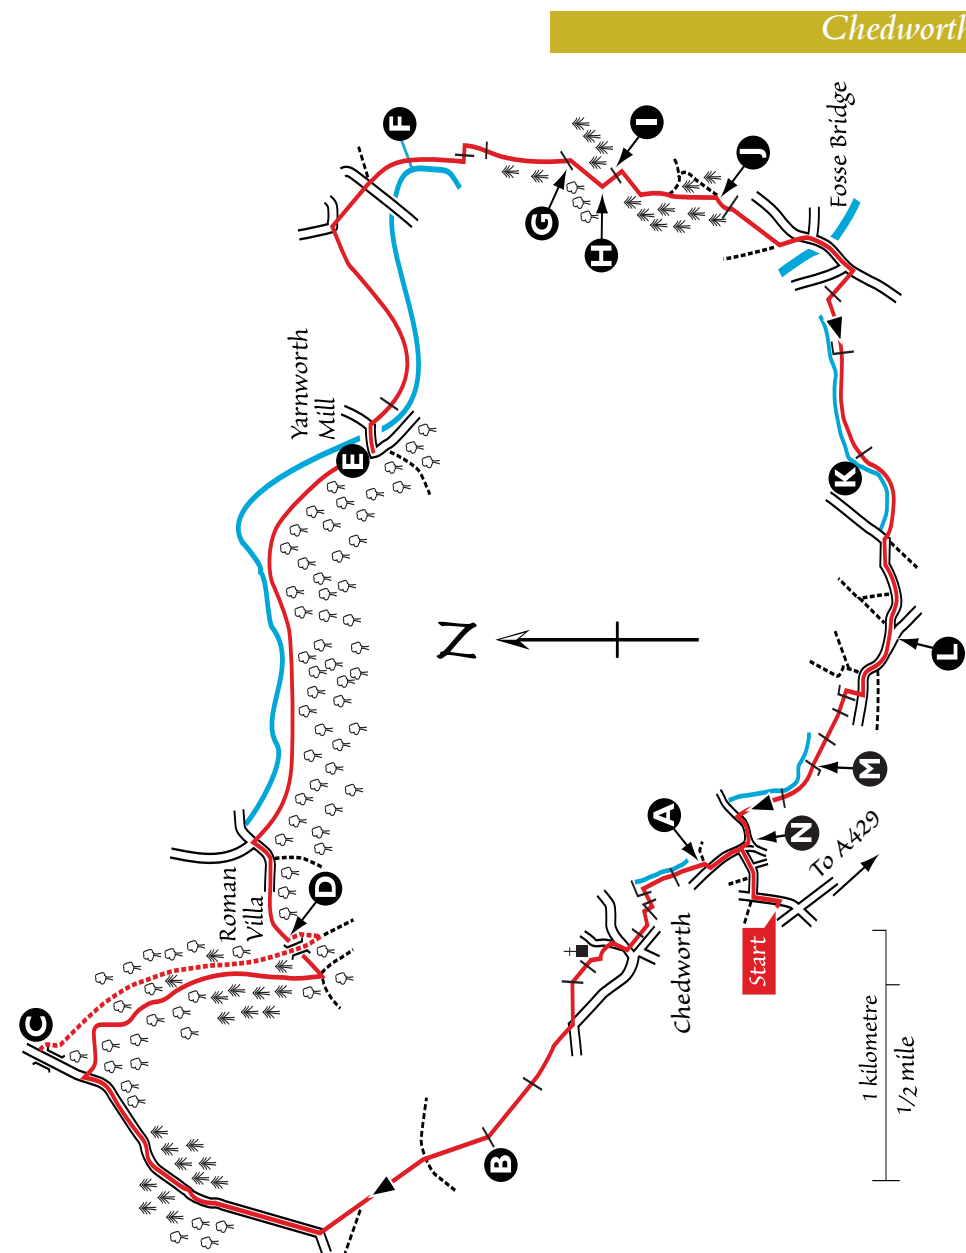 Chedworth
F
I
J
Fosse Bridge
G
H
Yarnworth
Mill
E
K
N
L
M
A
N
To A429
Roman
Villa
D
Start
Chedworth
C
1 kilometre
1/2 mile
B